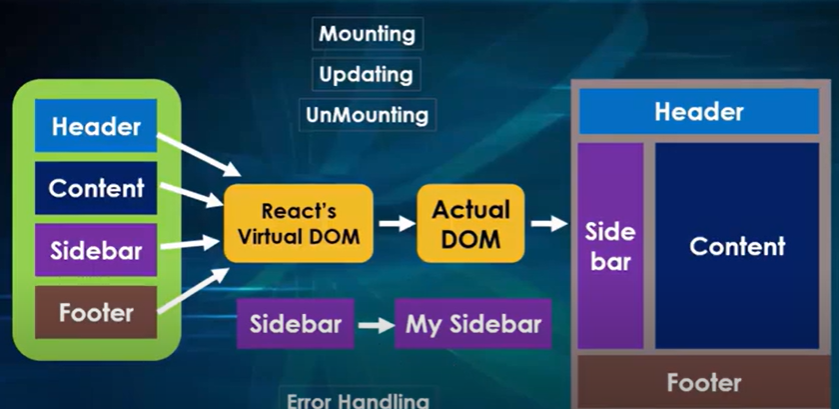 Mounting
Updating
UnMounting
Header
Content
Sidebar
Footer
React's
Virtual DOM
Actual
DOM
Sidebar
My Sidebar
Error Handling
Header
Side
bar
Content
Footer